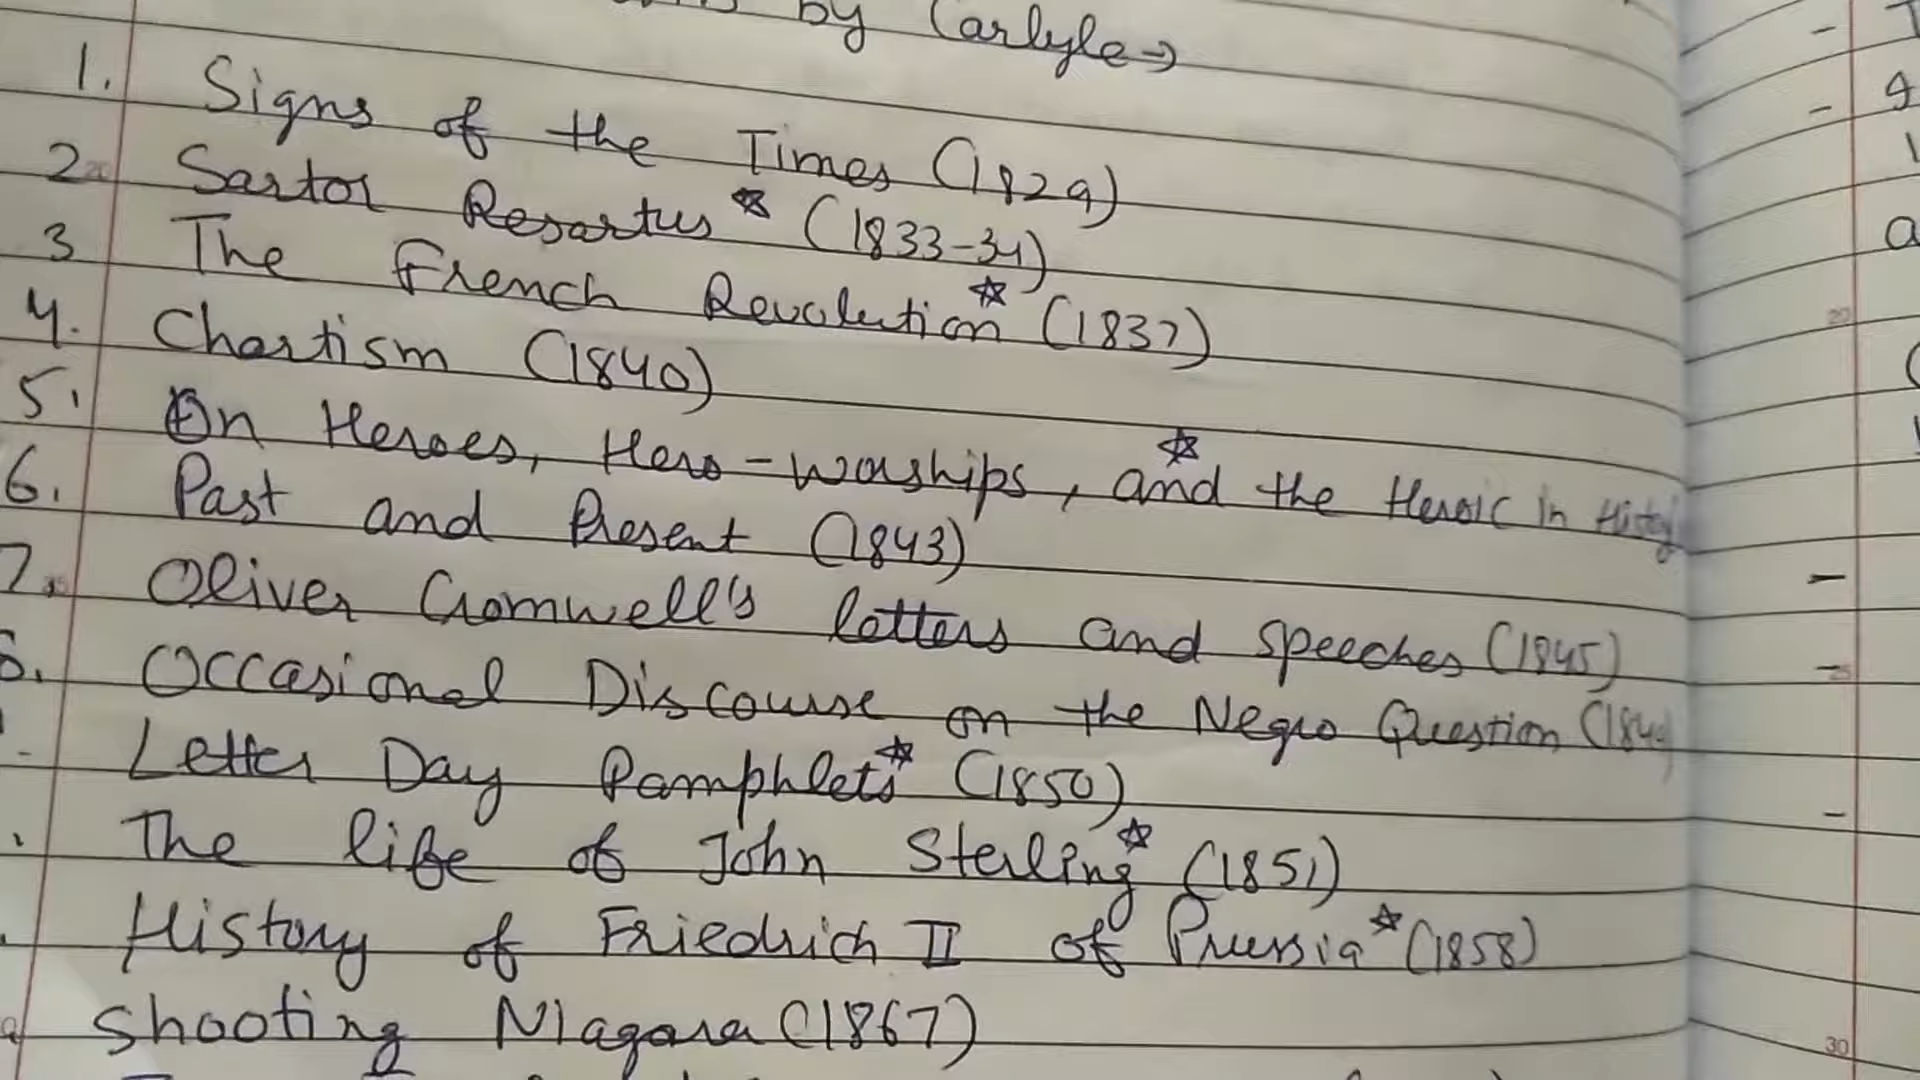 by Carlyle→
1. Signs of the Times (1829)
2 Sartor Resartus ☆ (1833-34)
3 The French Revolution ☆ (1837)
4. Chartism (1840)
5. On Heroes, Hero-worships, and ☆ the Heroic in History
6. Past and Present (1843)
7. Oliver Cromwell's letters and speeches (1845)
8. Occasional Discourse on the Negro Question (184
Letter Day Pamphlets ☆ (1850)
The life of John Sterling ☆ (1851)
History of Friedrich II of Prussia ☆ (1858)
Shooting Niagara (1867)